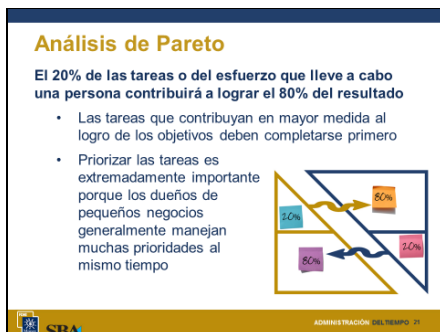 Análisis de Pareto
El 20% de las tareas o del esfuerzo que lleve a cabo
una persona contribuirá a lograr el 80% del resultado
• Las tareas que contribuyan en mayor medida al
logro de los objetivos deben completarse primero
• Priorizar las tareas es
extremadamente importante
porque los dueños de
pequeños negocios
generalmente manejan
muchas prioridades al
mismo tiempo
80%
20%
20%
80%
SBA
ADMINISTRACIÓN DEL TIEMPO 21